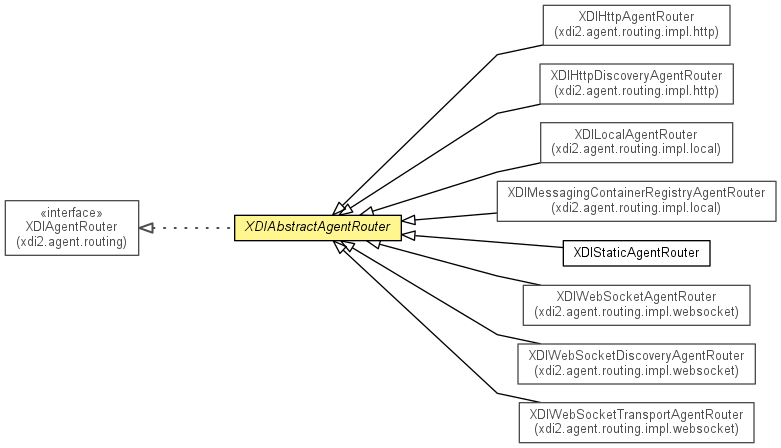 XDIHttpAgentRouter
(xdi2.agent.routing.impl.http)
XDIHttpDiscoveryAgentRouter
(xdi2.agent.routing.impl.http)
XDILocalAgentRouter
(xdi2.agent.routing.impl.local)
XDIMessagingContainerRegistryAgentRouter
(xdi2.agent.routing.impl.local)
«interface»
XDIAgentRouter
(xdi2.agent.routing)
XDIAbstractAgentRouter
XDIStaticAgentRouter
XDIWebSocketAgentRouter
(xdi2.agent.routing.impl.websocket)
XDIWebSocketDiscoveryAgentRouter
(xdi2.agent.routing.impl.websocket)
XDIWebSocketTransportAgentRouter
(xdi2.agent.routing.impl.websocket)